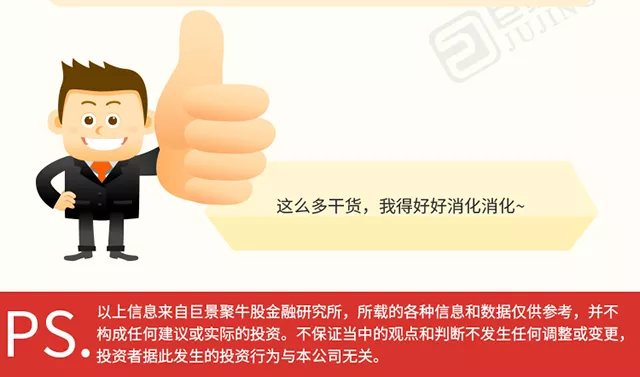 JUJING
这么多干货，我得好好消化消化~
PS.
以上信息来自巨景聚牛股金融研究所，所载的各种信息和数据仅供参考，并不
构成任何建议或实际的投资。不保证当中的观点和判断不发生任何调整或变更，
投资者据此发生的投资行为与本公司无关。